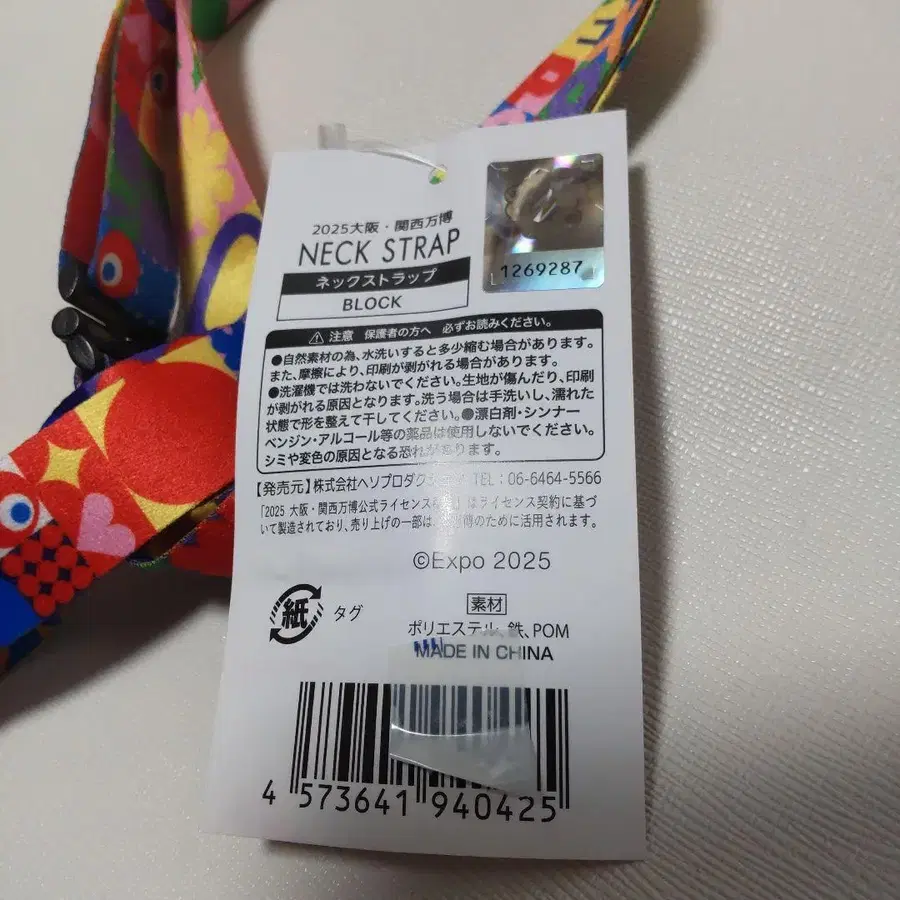 2025大阪・関西万博
NECK STRAP
ネックストラップ
BLOCK
1269287
注意 保護者の方へ 必ずお読みください。
●自然素材の為、水洗いすると多少縮む場合があります。
また、摩擦により、印刷が剥がれる場合があります。
●洗濯機では洗わないでください。生地が傷んだり、印刷
が剥がれる原因となります。洗う場合は手洗いし、濡れた
状態で形を整えて干してください。●漂白剤・シンナー
ベンジン・アルコール等の薬品は使用しないでください。
シミや変色の原因となる恐れがあります。
【発売元】株式会社ヘソプロダクション TEL：06-6464-5566
「2025 大阪・関西万博公式ライセンス商品」はライセンス契約に基づ
いて製造されており、売り上げの一部は、万博のために活用されます。
©Expo 2025
紙 タグ
素材
ポリエステル、鉄、POM
MADE IN CHINA
4 573641 940425